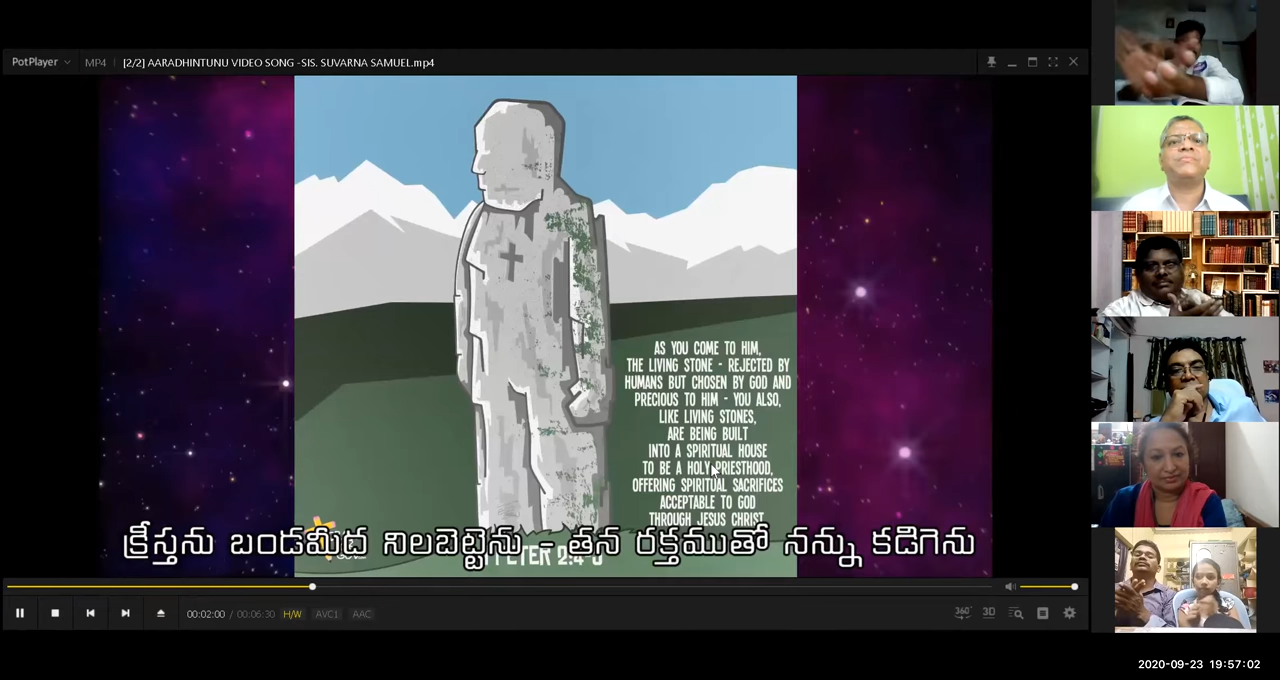 PotPlayer MP4 [2/2] AARADHINTUNU VIDEO SONG -SIS. SUVARNA SAMUEL.mp4
AS YOU COME TO HIM,
THE LIVING STONE - REJECTED BY
HUMANS BUT CHOSEN BY GOD AND
PRECIOUS TO HIM - YOU ALSO,
LIKE LIVING STONES,
ARE BEING BUILT
INTO A SPIRITUAL HOUSE
TO BE A HOLY PRIESTHOOD,
OFFERING SPIRITUAL SACRIFICES
ACCEPTABLE TO GOD
THROUGH JESUS CHRIST
క్రీస్తను బండమీద నిలబెట్టెను - తన రక్తముతో నన్ను కడిగెను
PETER 2:4-
00:02:00 / 00:06:30 H/W AVC1 AAC
360° 3D
2020-09-23 19:57:02